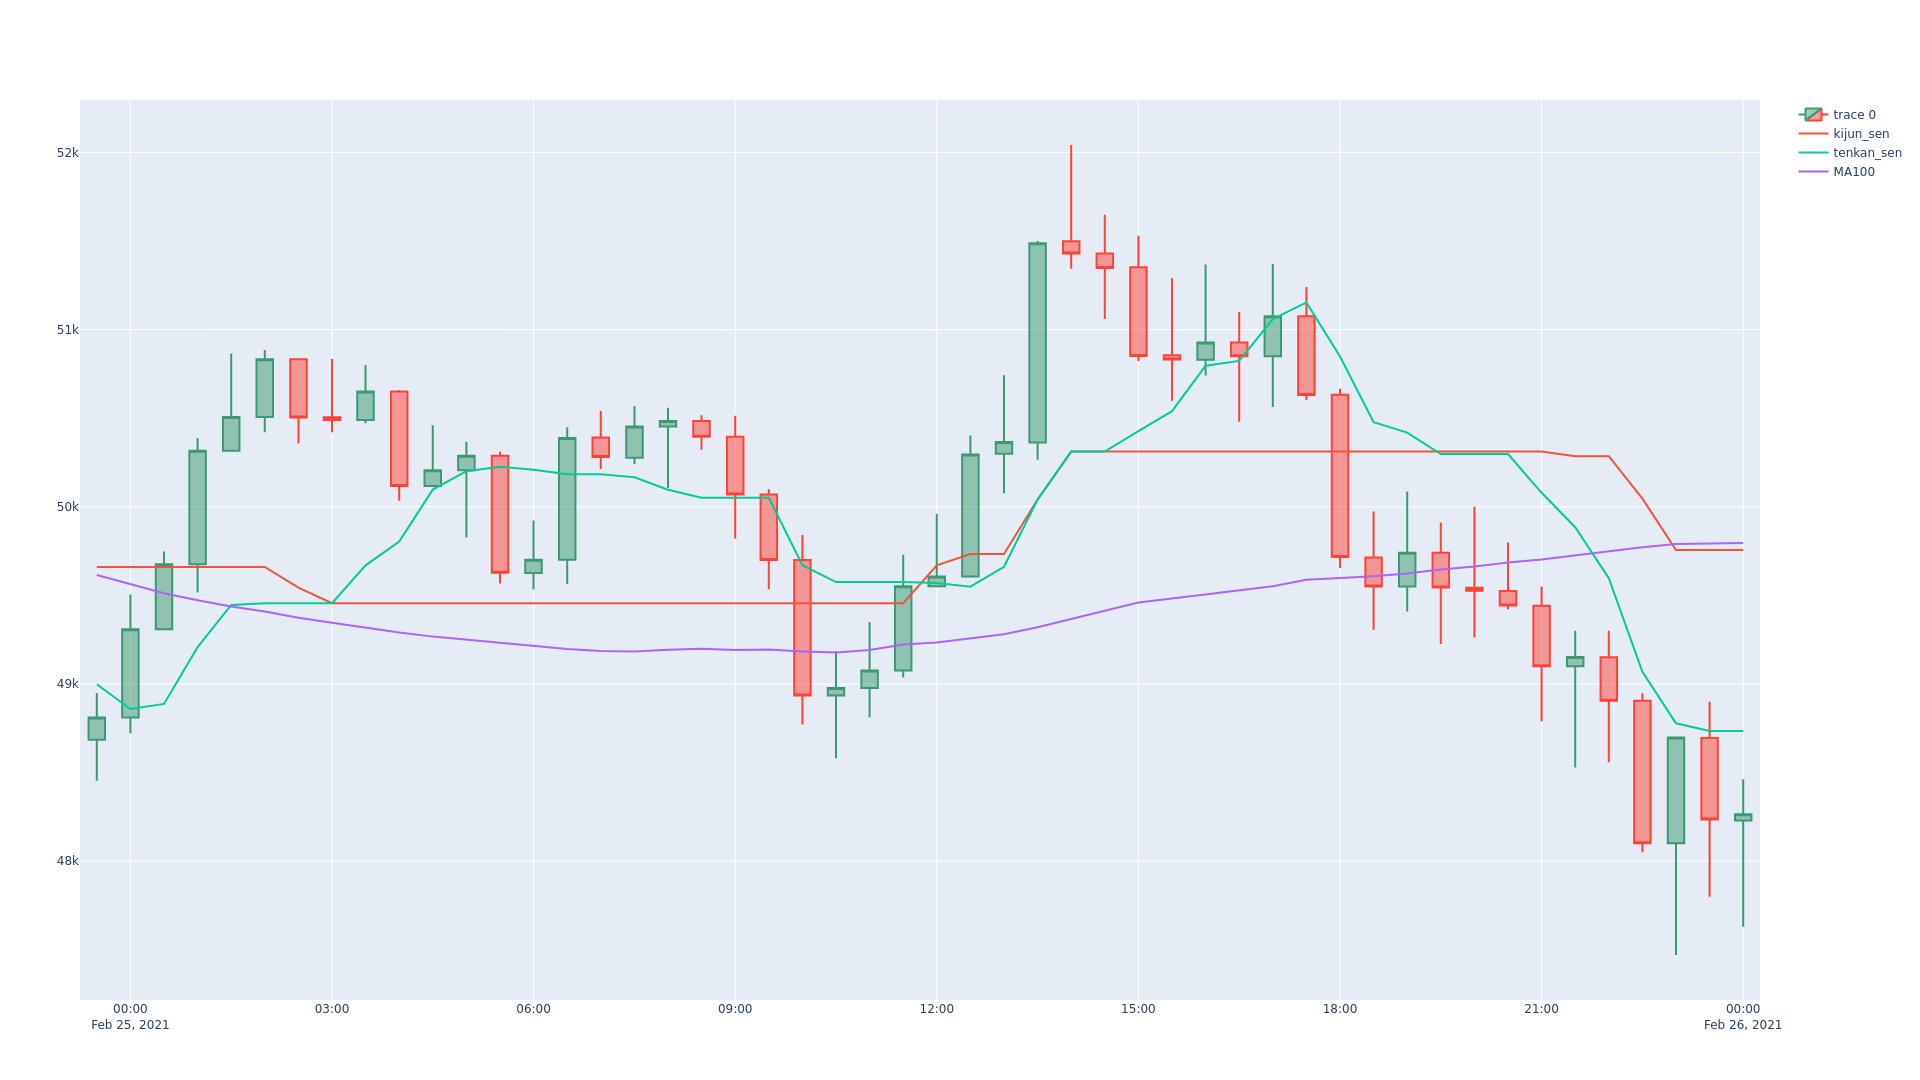 52k
51k
50k
49k
48k
00:00
Feb 25, 2021
03:00
06:00
09:00
12:00
15:00
18:00
21:00
00:00
Feb 26, 2021
trace 0
kijun_sen
tenkan_sen
MA100